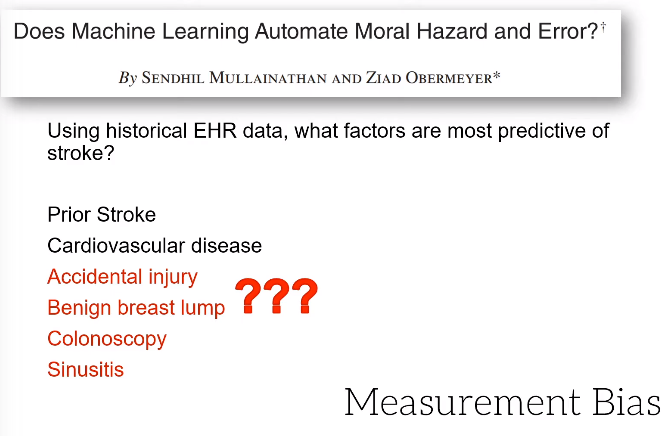 Does Machine Learning Automate Moral Hazard and Error?†
By SENDHIL MULLAINATHAN AND ZIAD OBERMEYER*
Using historical EHR data, what factors are most predictive of
stroke?
Prior Stroke
Cardiovascular disease
Accidental injury
Benign breast lump
???
Colonoscopy
Sinusitis
Measurement Bias